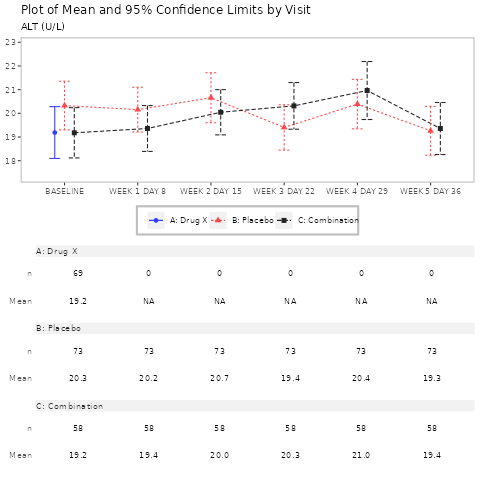 Plot of Mean and 95% Confidence Limits by Visit
ALT (U/L)
23
22
21
20
19
18
BASELINE WEEK 1 DAY 8 WEEK 2 DAY 15 WEEK 3 DAY 22 WEEK 4 DAY 29 WEEK 5 DAY 36
A: Drug X B: Placebo C: Combination
A: Drug X
n 69 0 0 0 0 0
Mean 19.2 NA NA NA NA NA
B: Placebo
n 73 73 73 73 73 73
Mean 20.3 20.2 20.7 19.4 20.4 19.3
C: Combination
n 58 58 58 58 58 58
Mean 19.2 19.4 20.0 20.3 21.0 19.4